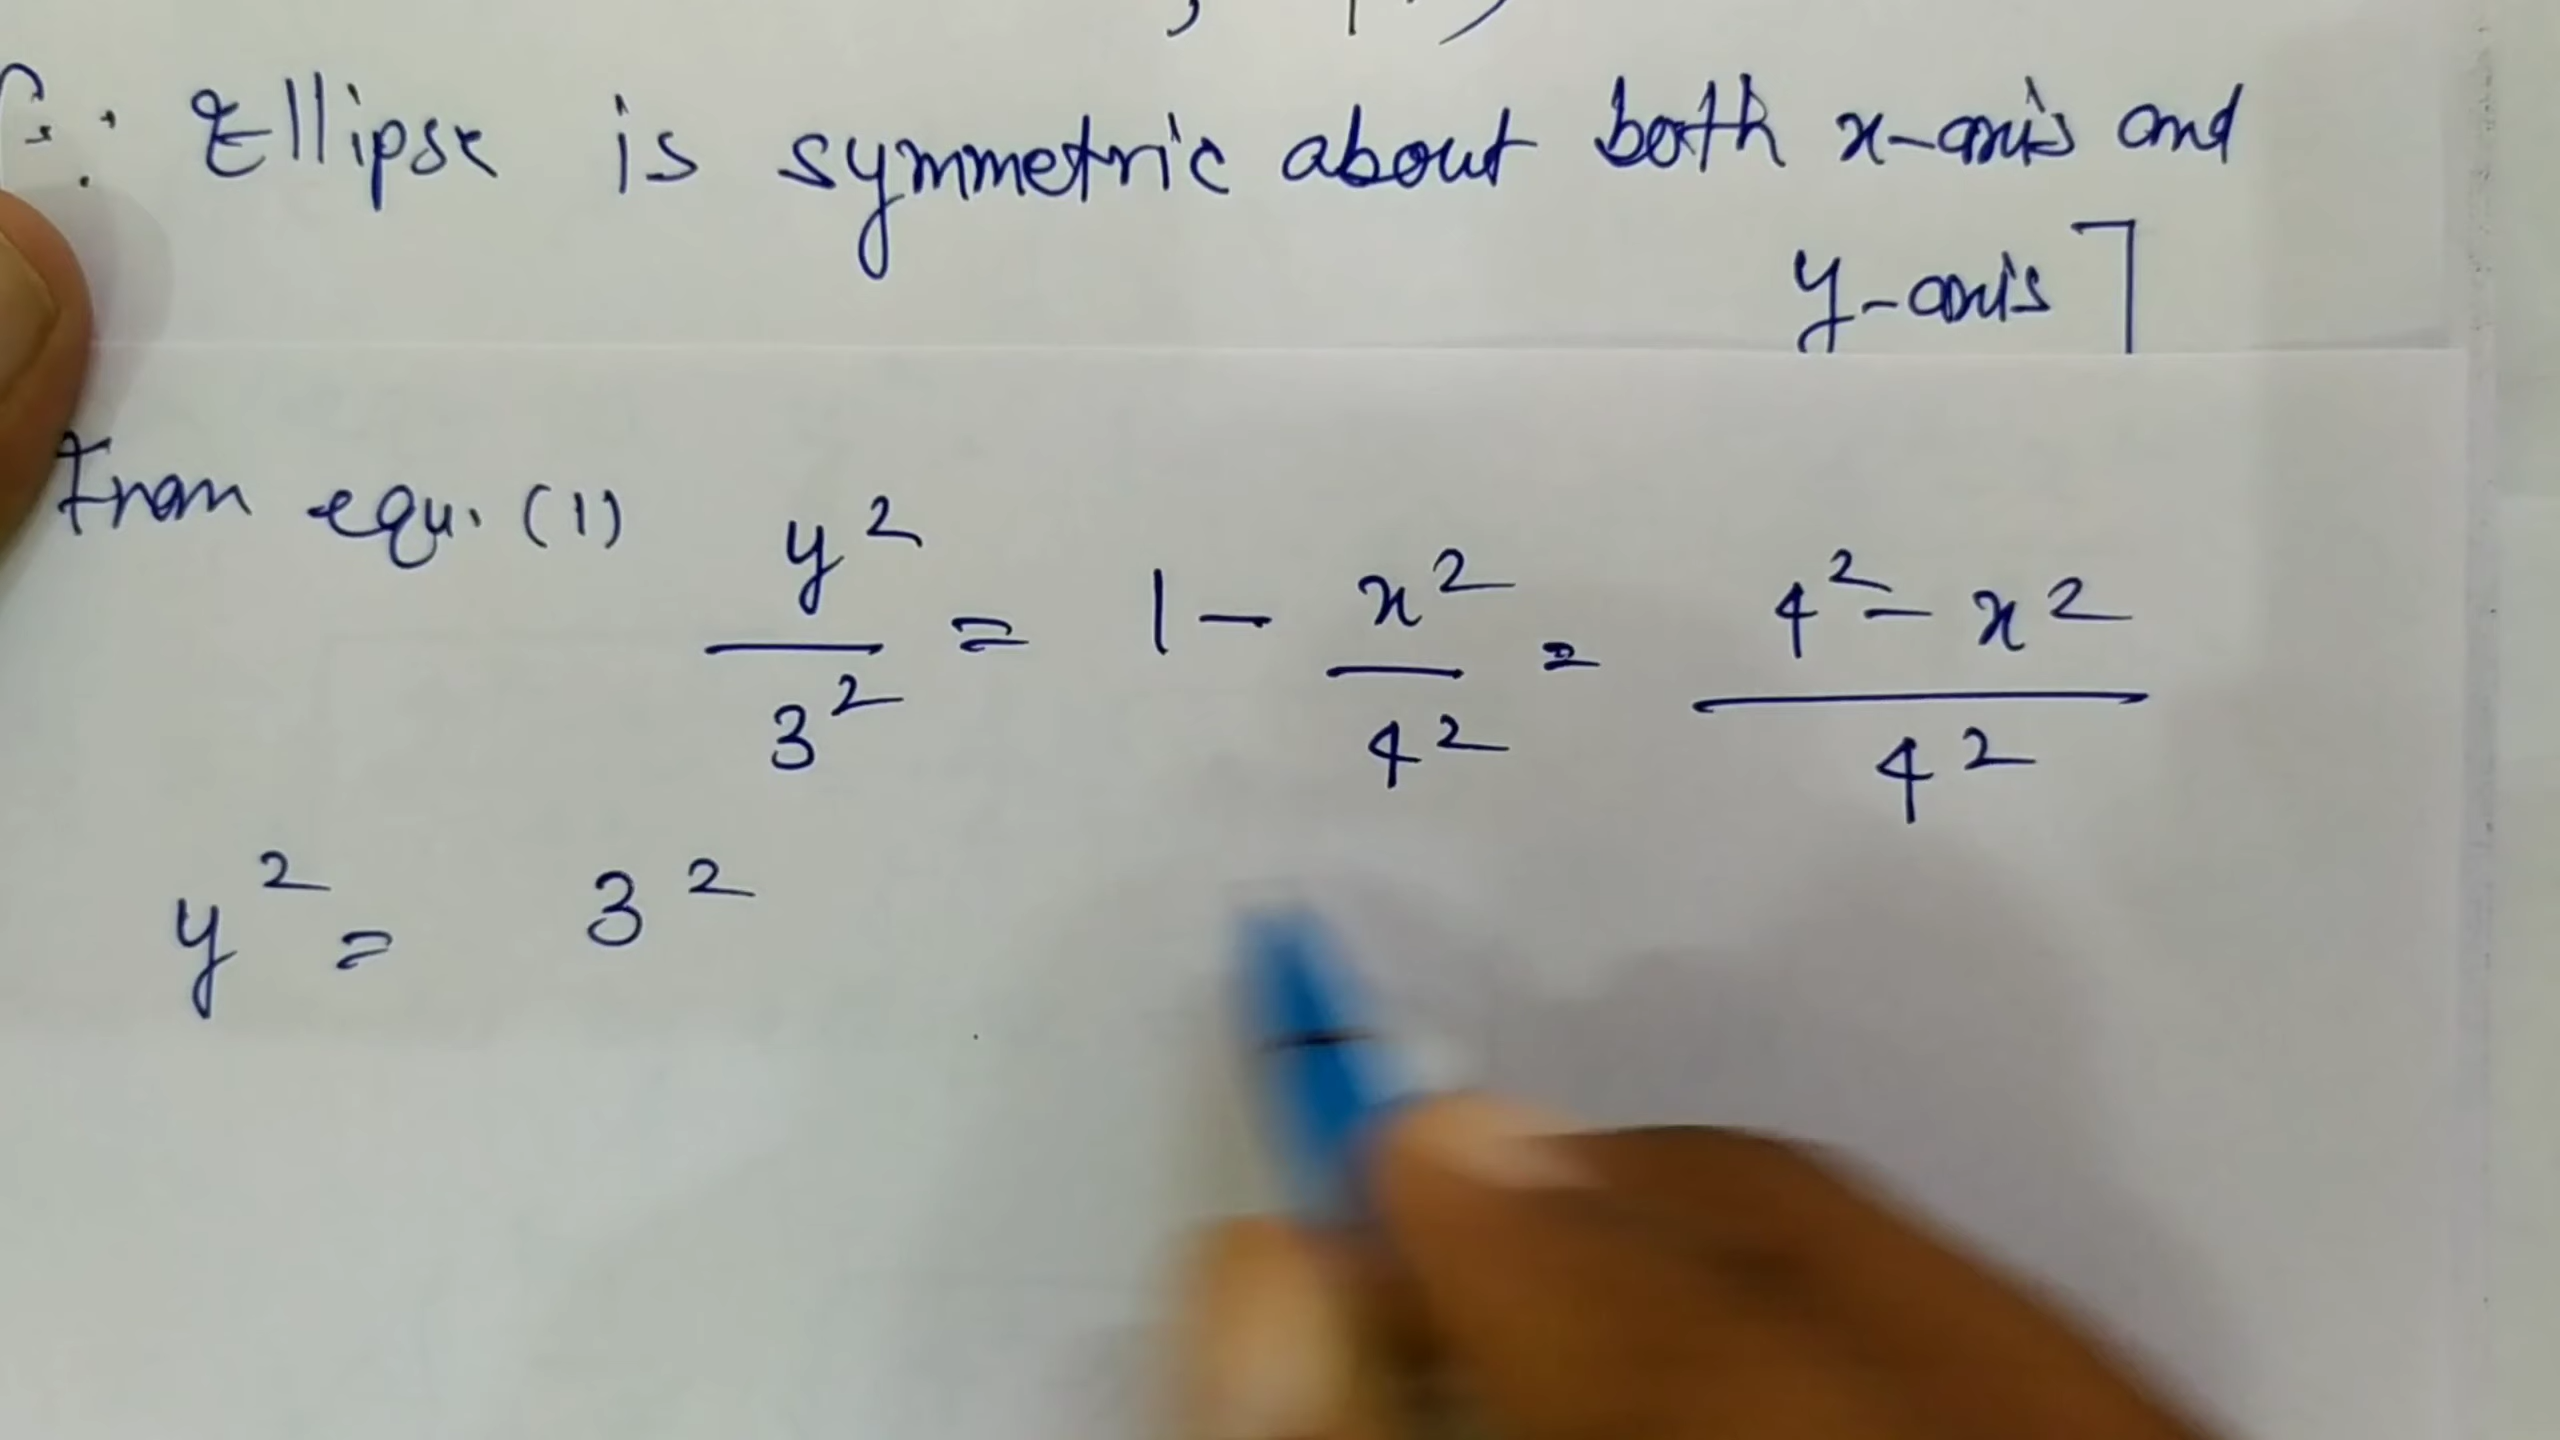 [∵ Ellipse is symmetric about both x-axis and
y-axis]
From equ. (1) y²/3² = 1 - x²/4² = (4² - x²)/4²
y² = 3²